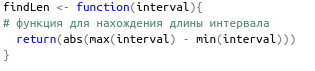 findLen <- function(interval){
# функция для нахождения длины интервала
  return(abs(max(interval) - min(interval)))
}